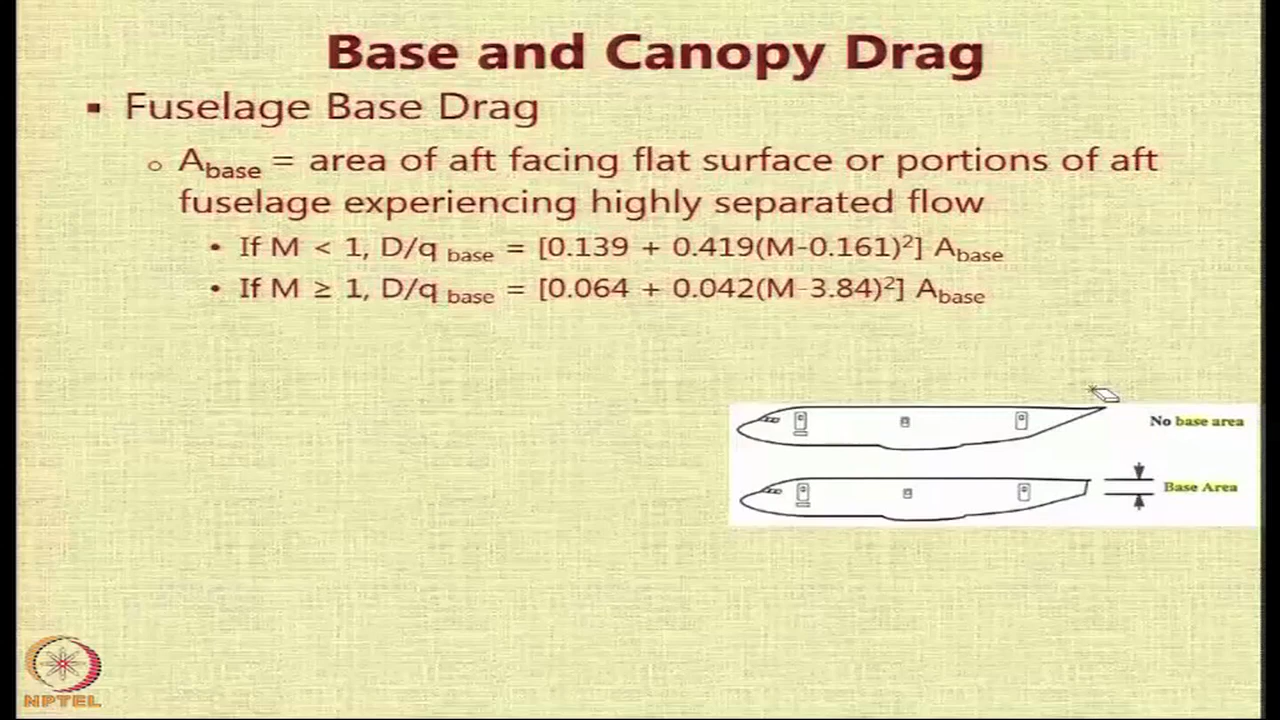 Base and Canopy Drag
▪ Fuselage Base Drag
○ A_base = area of aft facing flat surface or portions of aft
fuselage experiencing highly separated flow
• If M < 1, D/q base = [0.139 + 0.419(M-0.161)²] A_base
• If M ≥ 1, D/q base = [0.064 + 0.042(M-3.84)²] A_base
No base area
Base Area
NPTEL